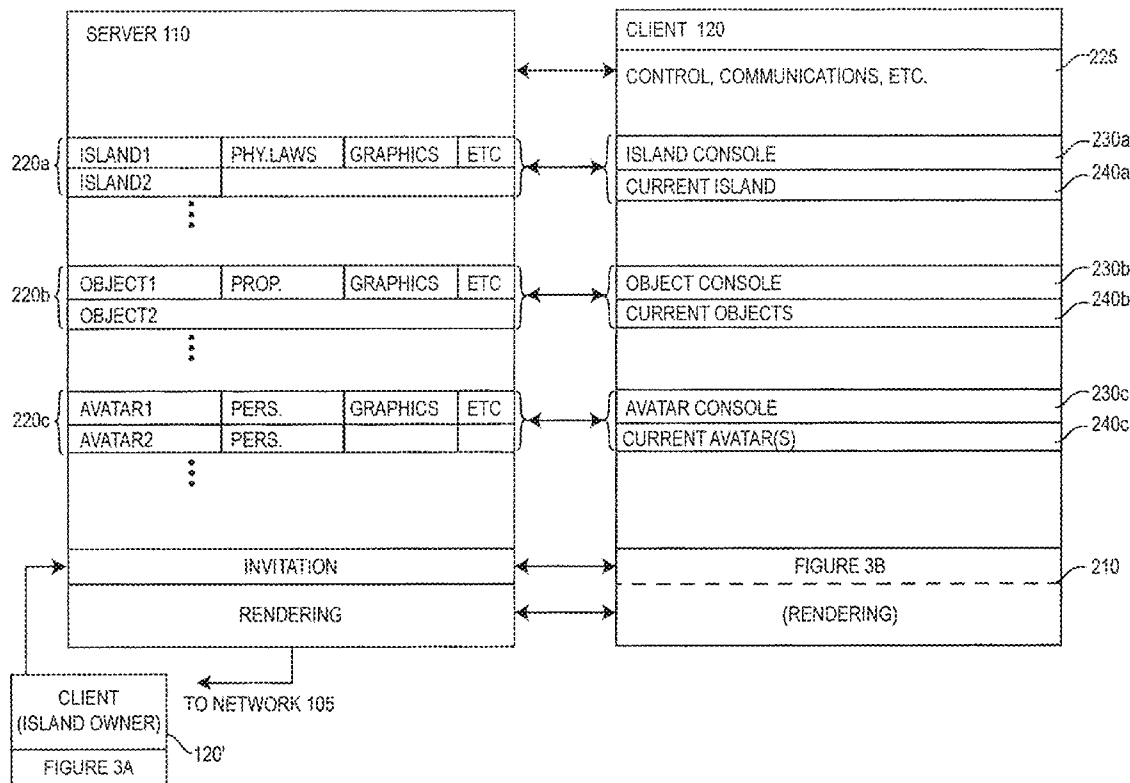 SERVER 110
CLIENT 120
CONTROL, COMMUNICATIONS, ETC.
225
220a
ISLAND1 PHY.LAWS GRAPHICS ETC
ISLAND2
ISLAND CONSOLE
230a
CURRENT ISLAND
240a
220b
OBJECT1 PROP. GRAPHICS ETC
OBJECT2
OBJECT CONSOLE
230b
CURRENT OBJECTS
240b
220c
AVATAR1 PERS. GRAPHICS ETC
AVATAR2 PERS.
AVATAR CONSOLE
230c
CURRENT AVATAR(S)
240c
INVITATION
FIGURE 3B
210
RENDERING
(RENDERING)
TO NETWORK 105
CLIENT
(ISLAND OWNER)
120'
FIGURE 3A